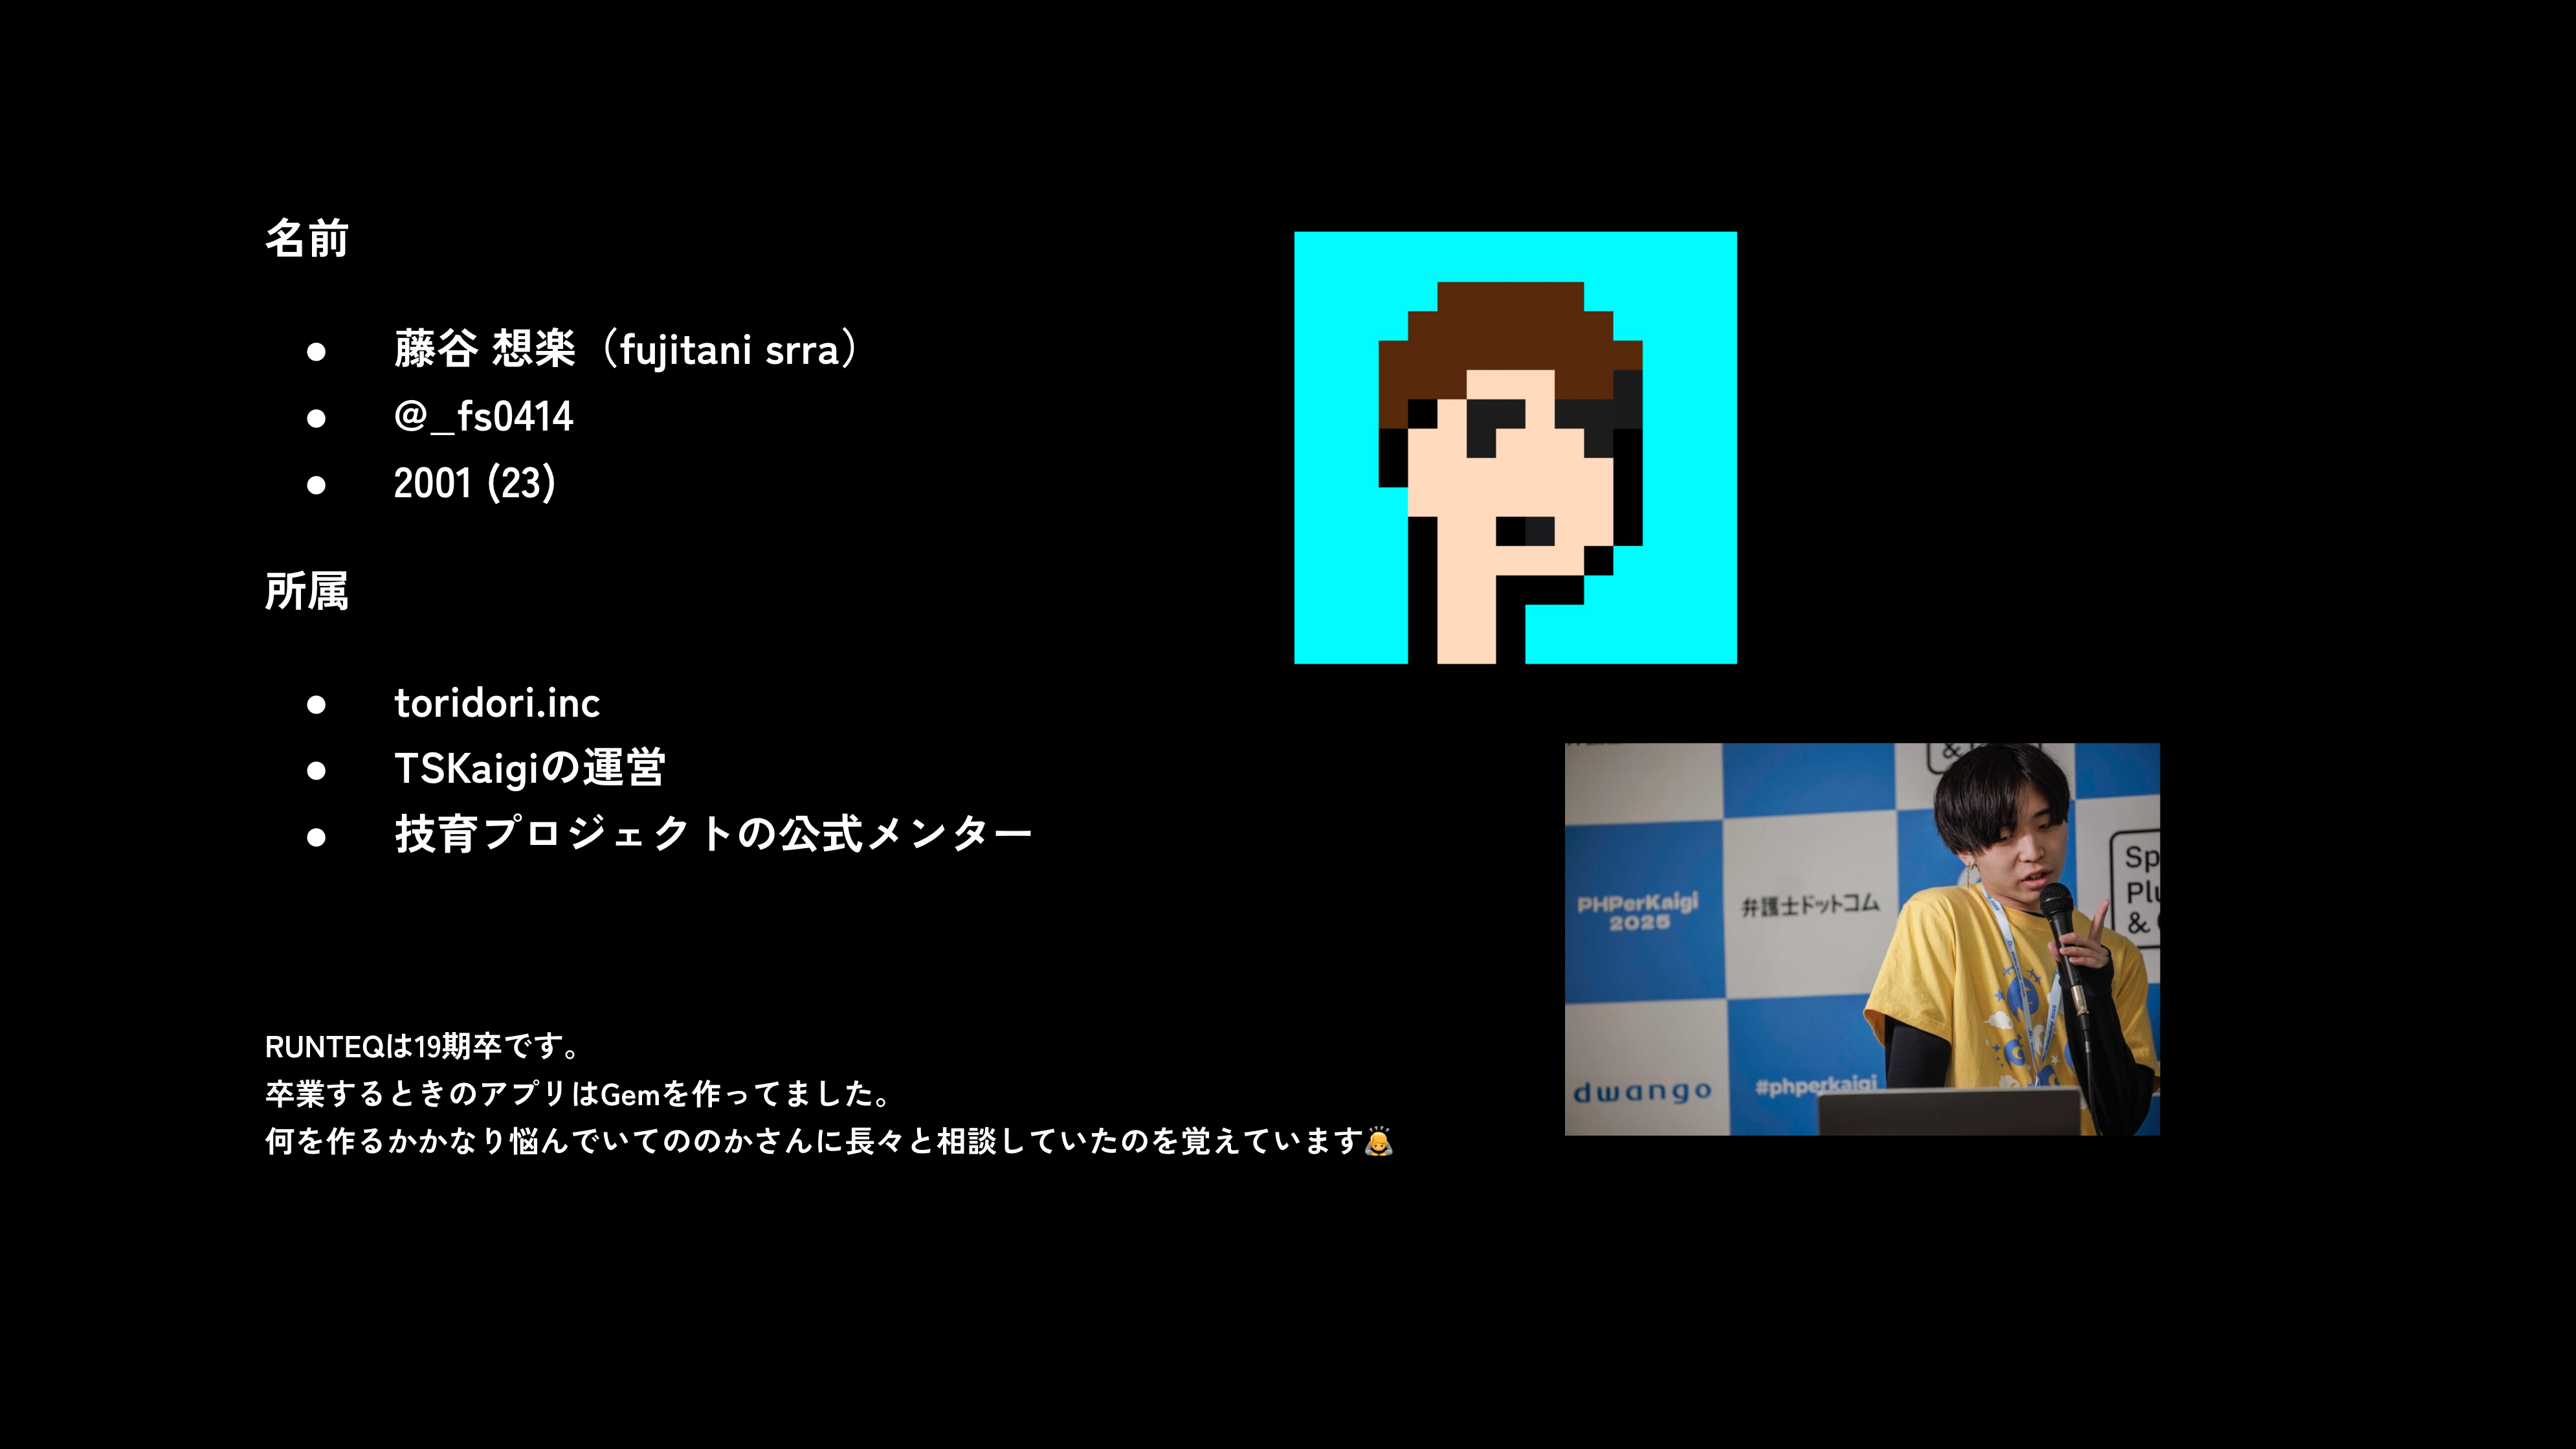 名前
● 藤谷 想楽（fujitani srra）
● @_fs0414
● 2001 (23)
所属
● toridori.inc
● TSKaigiの運営
● 技育プロジェクトの公式メンター
RUNTEQは19期卒です。
卒業するときのアプリはGemを作ってました。
何を作るかかなり悩んでいてののかさんに長々と相談していたのを覚えています🙇
&
Sp
Plu
&
PHPerKaigi
2025
弁護士ドットコム
dwango
#phperkaigi